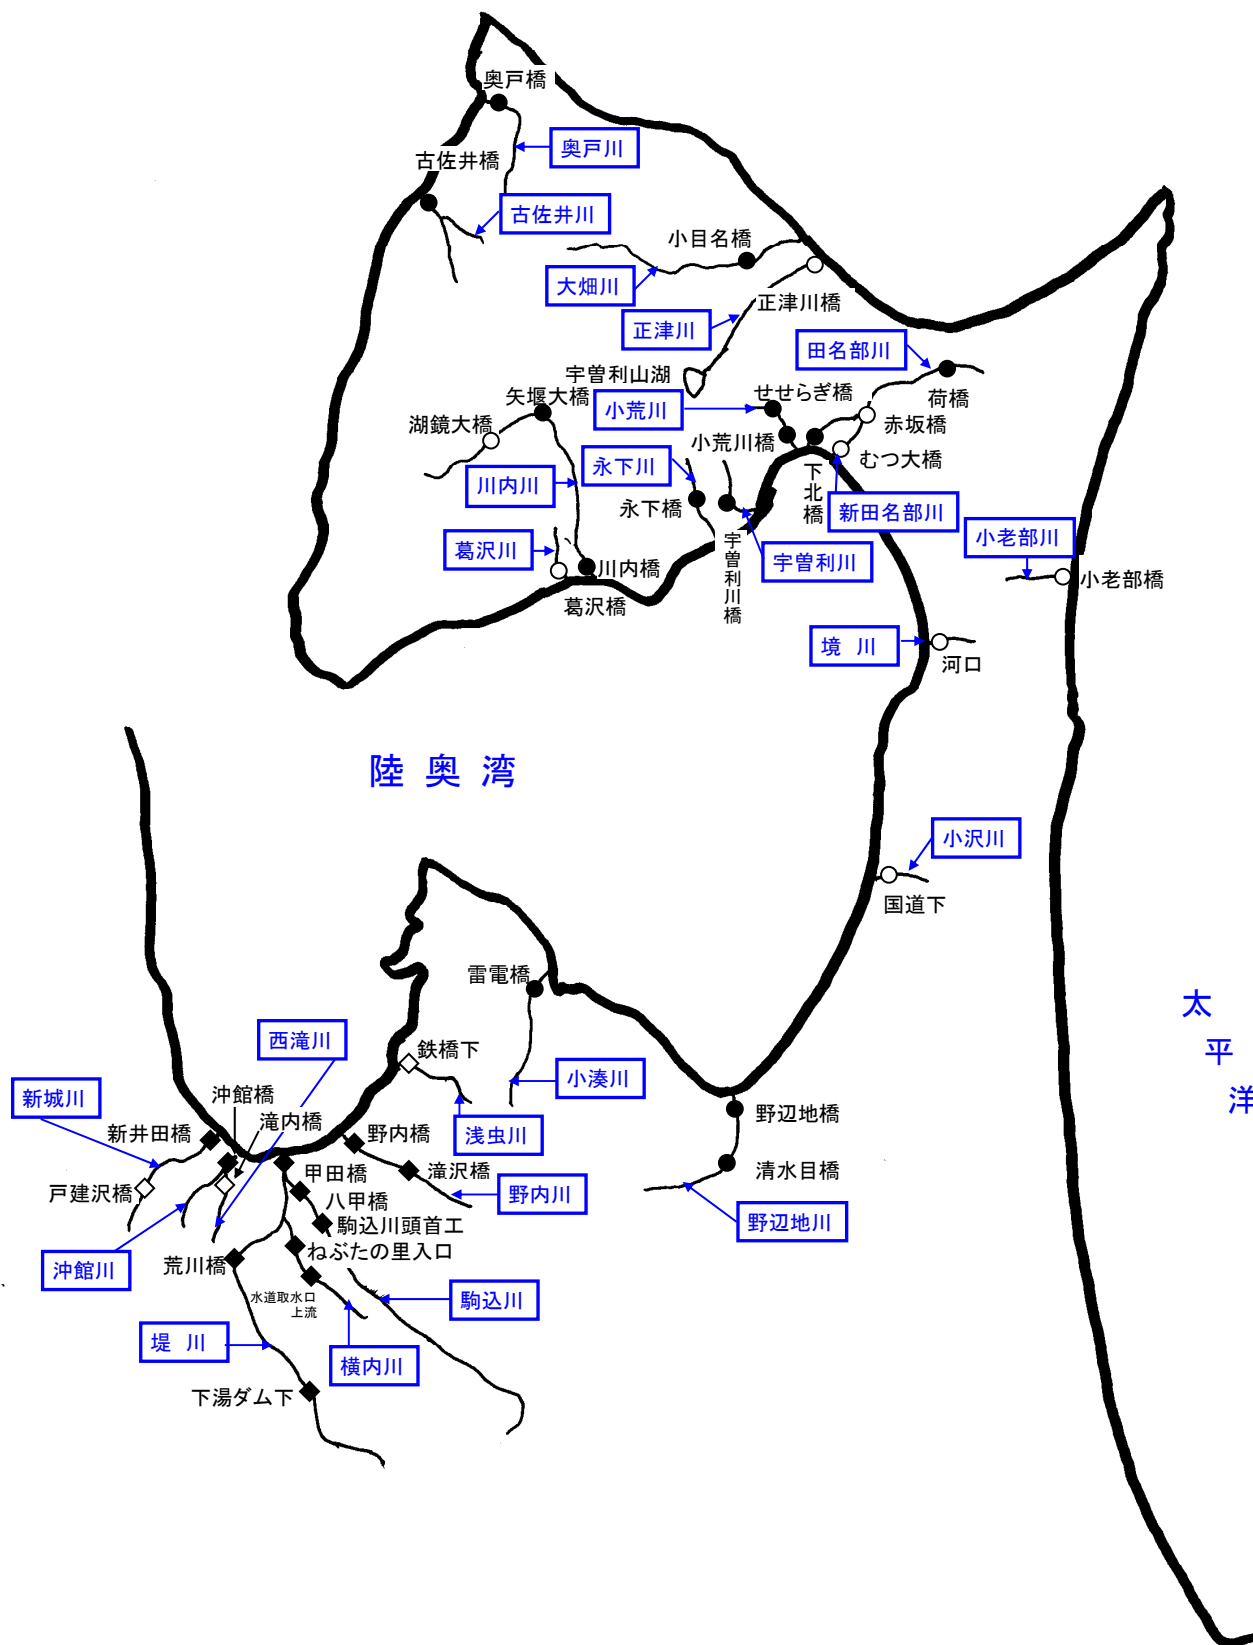 奥戸橋
奥戸川
古佐井橋
古佐井川
小目名橋
大畑川
正津川橋
正津川
田名部川
宇曽利山湖
せせらぎ橋
荷橋
矢堰大橋
小荒川
湖鏡大橋
赤坂橋
小荒川橋
むつ大橋
永下川
下北橋
川内川
永下橋
新田名部川
小老部川
葛沢川
宇曽利川橋
宇曽利川
川内橋
小老部橋
葛沢橋
境 川
河口
陸 奥 湾
小沢川
国道下
雷電橋
太平洋
西滝川
鉄橋下
小湊川
新城川
沖館橋
滝内橋
野辺地橋
新井田橋
野内橋
浅虫川
甲田橋
滝沢橋
清水目橋
戸建沢橋
八甲橋
野内川
駒込川頭首工
野辺地川
ねぶたの里入口
沖館川
荒川橋
水道取水口
上流
駒込川
堤 川
横内川
下湯ダム下